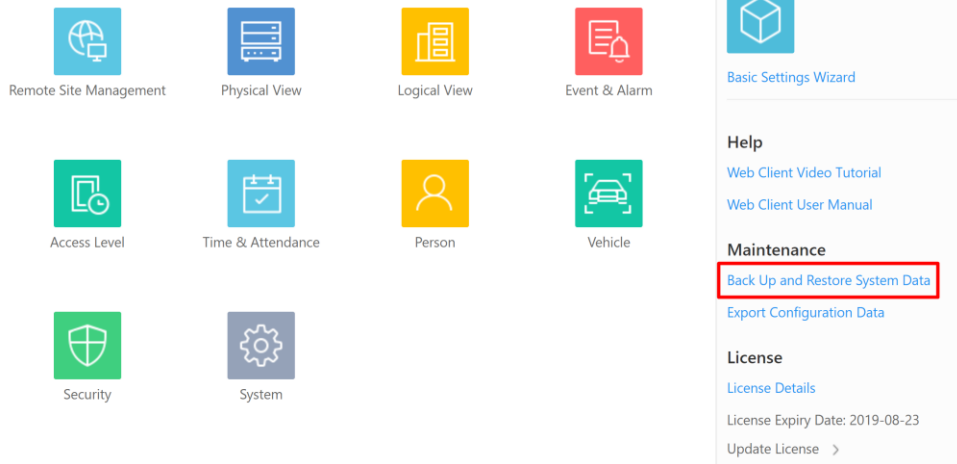 Remote Site Management
Physical View
Logical View
Event & Alarm
Access Level
Time & Attendance
Person
Vehicle
Security
System
Basic Settings Wizard
Help
Web Client Video Tutorial
Web Client User Manual
Maintenance
Back Up and Restore System Data
Export Configuration Data
License
License Details
License Expiry Date: 2019-08-23
Update License >